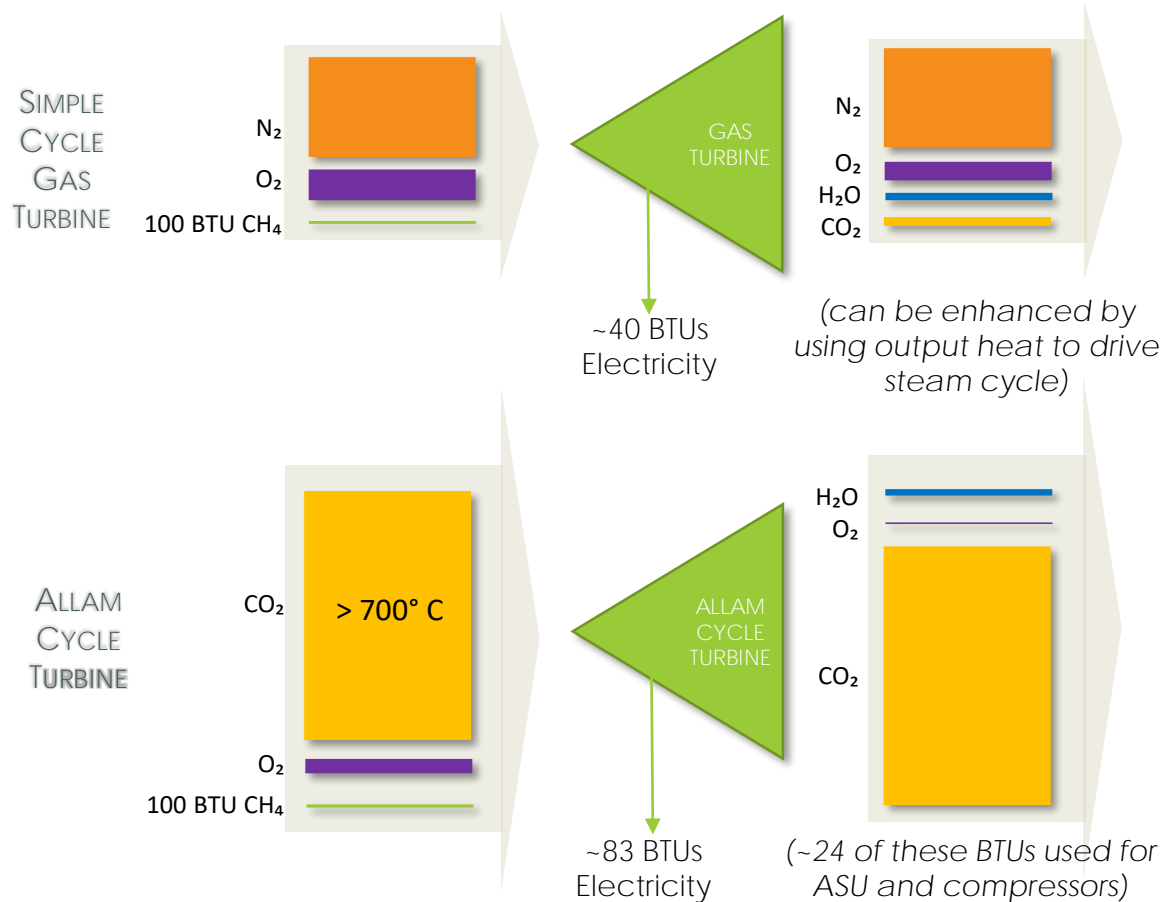 SIMPLE
CYCLE
GAS
TURBINE
N₂
O₂
100 BTU CH₄
GAS
TURBINE
~40 BTUs
Electricity
N₂
O₂
H₂O
CO₂
(can be enhanced by
using output heat to drive
steam cycle)
ALLAM
CYCLE
TURBINE
CO₂
> 700° C
O₂
100 BTU CH₄
ALLAM
CYCLE
TURBINE
~83 BTUs
Electricity
H₂O
O₂
CO₂
(~24 of these BTUs used for
ASU and compressors)